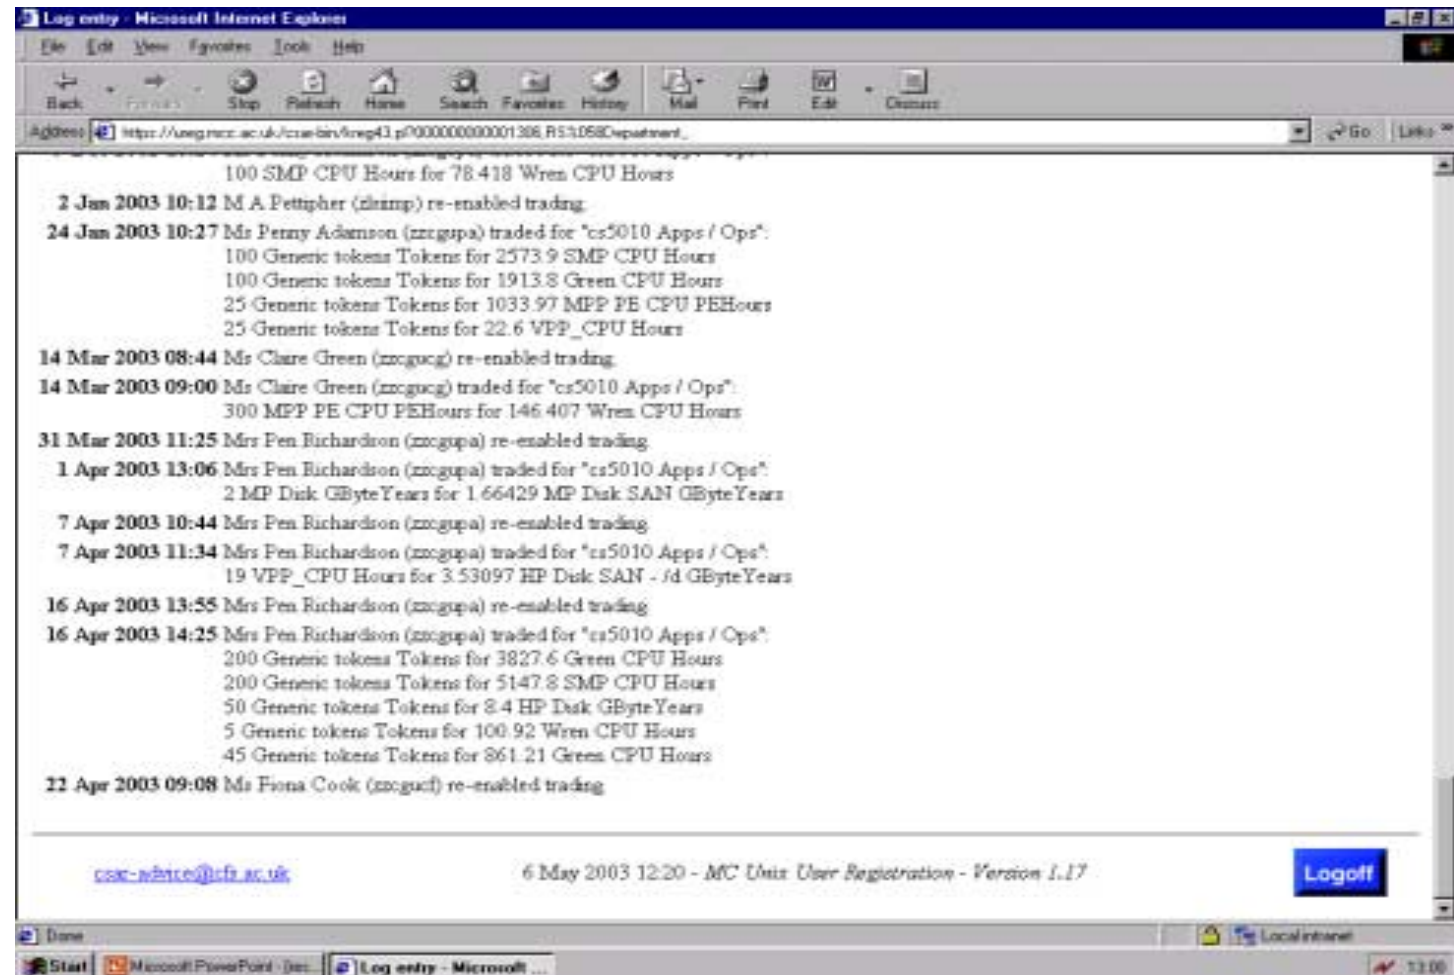 Log entry - Microsoft Internet Explorer
File Edit View Favorites Tools Help
Back Forward Stop Refresh Home Search Favorites History Mail Print Edit Discuss
Address Go Links »
100 SMP CPU Hours for 78.418 Wren CPU Hours
2 Jan 2003 10:12 M A Pettipher (zlsimp) re-enabled trading
24 Jan 2003 10:27 Ms Penny Adamson (zzcgupa) traded for "cs5010 Apps / Ops":
100 Generic tokens Tokens for 2573.9 SMP CPU Hours
100 Generic tokens Tokens for 1913.8 Green CPU Hours
25 Generic tokens Tokens for 1033.97 MPP PE CPU PEHours
25 Generic tokens Tokens for 22.6 VPP_CPU Hours
14 Mar 2003 08:44 Ms Claire Green (zzcgucg) re-enabled trading
14 Mar 2003 09:00 Ms Claire Green (zzcgucg) traded for "cs5010 Apps / Ops":
300 MPP PE CPU PEHours for 146.407 Wren CPU Hours
31 Mar 2003 11:25 Mrs Pen Richardson (zzcgupa) re-enabled trading
1 Apr 2003 13:06 Mrs Pen Richardson (zzcgupa) traded for "cs5010 Apps / Ops":
2 MP Disk GByteYears for 1.66429 MP Disk SAN GByteYears
7 Apr 2003 10:44 Mrs Pen Richardson (zzcgupa) re-enabled trading
7 Apr 2003 11:34 Mrs Pen Richardson (zzcgupa) traded for "cs5010 Apps / Ops":
19 VPP_CPU Hours for 3.53097 HP Disk SAN - /d GByteYears
16 Apr 2003 13:55 Mrs Pen Richardson (zzcgupa) re-enabled trading
16 Apr 2003 14:25 Mrs Pen Richardson (zzcgupa) traded for "cs5010 Apps / Ops":
200 Generic tokens Tokens for 3827.6 Green CPU Hours
200 Generic tokens Tokens for 5147.8 SMP CPU Hours
50 Generic tokens Tokens for 8.4 HP Disk GByteYears
5 Generic tokens Tokens for 100.92 Wren CPU Hours
45 Generic tokens Tokens for 861.21 Green CPU Hours
22 Apr 2003 09:08 Ms Fiona Cook (zzcgucf) re-enabled trading
csar-advice@cfs.ac.uk 6 May 2003 12:20 - MC Unix User Registration - Version 1.17 Logoff
Done Local intranet
Start Microsoft PowerPoint - Log entry - Microsoft ... 13:00